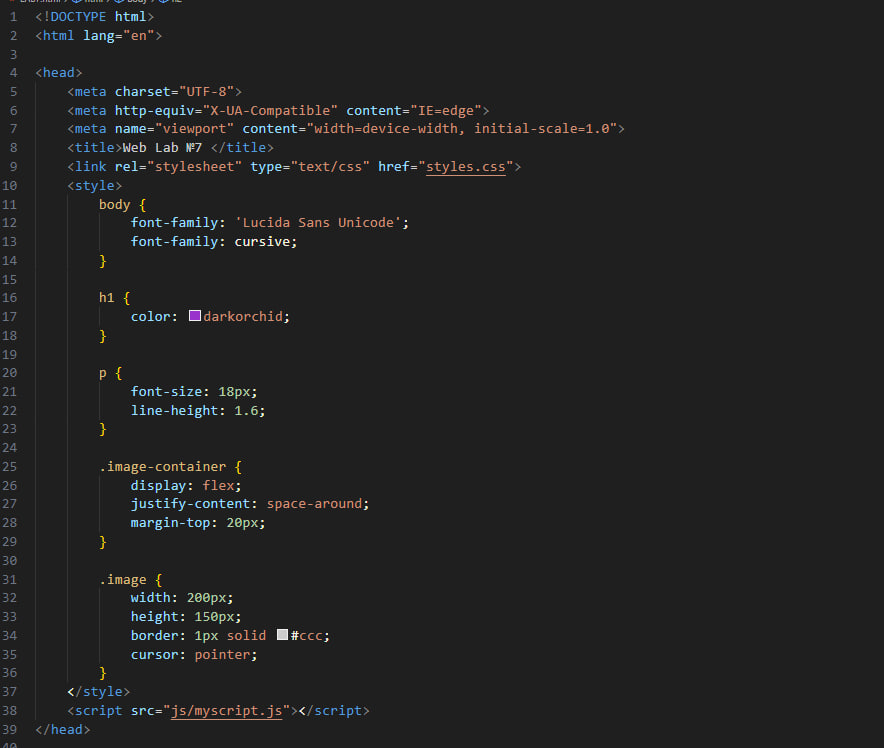 1 <!DOCTYPE html>
2 <html lang="en">
3
4 <head>
5     <meta charset="UTF-8">
6     <meta http-equiv="X-UA-Compatible" content="IE=edge">
7     <meta name="viewport" content="width=device-width, initial-scale=1.0">
8     <title>Web Lab №7 </title>
9     <link rel="stylesheet" type="text/css" href="styles.css">
10     <style>
11         body {
12             font-family: 'Lucida Sans Unicode';
13             font-family: cursive;
14         }
15
16         h1 {
17             color: darkorchid;
18         }
19
20         p {
21             font-size: 18px;
22             line-height: 1.6;
23         }
24
25         .image-container {
26             display: flex;
27             justify-content: space-around;
28             margin-top: 20px;
29         }
30
31         .image {
32             width: 200px;
33             height: 150px;
34             border: 1px solid #ccc;
35             cursor: pointer;
36         }
37     </style>
38     <script src="js/myscript.js"></script>
39 </head>
40